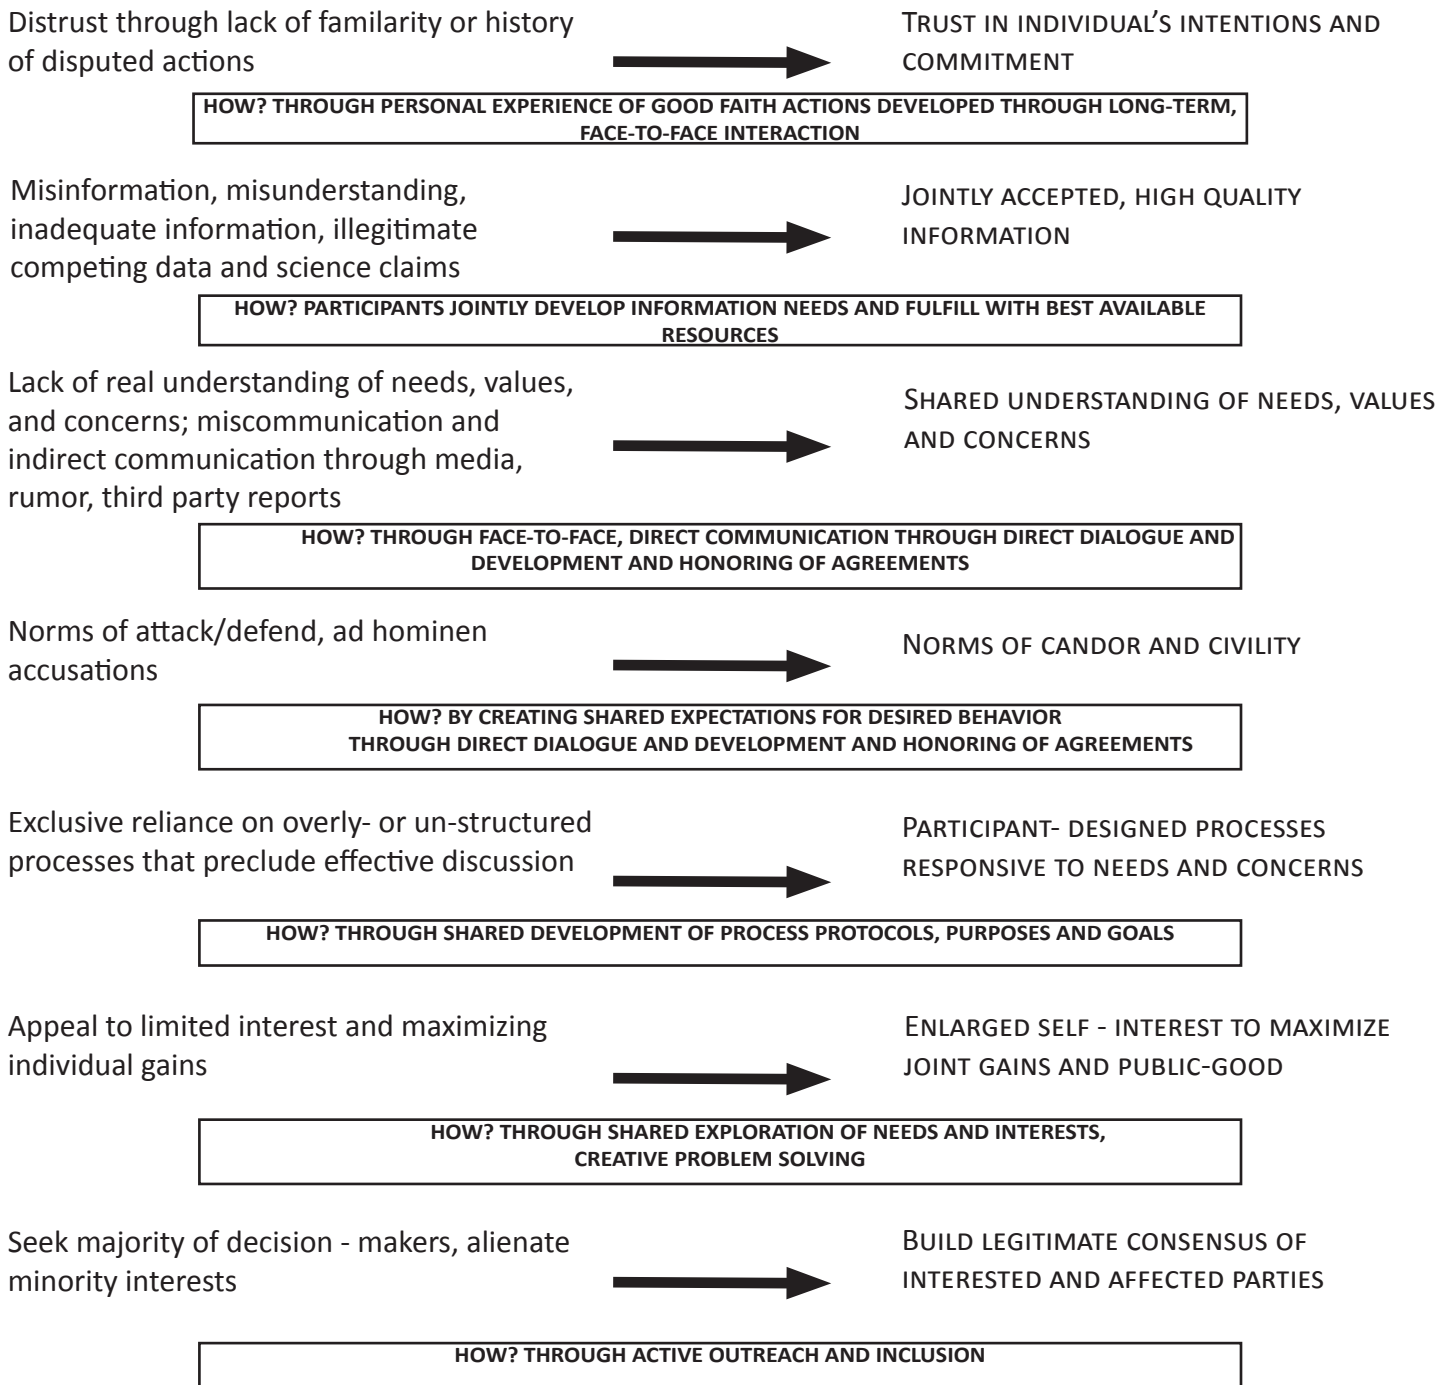 Distrust through lack of familarity or history
of disputed actions
TRUST IN INDIVIDUAL'S INTENTIONS AND
COMMITMENT
HOW? THROUGH PERSONAL EXPERIENCE OF GOOD FAITH ACTIONS DEVELOPED THROUGH LONG-TERM,
FACE-TO-FACE INTERACTION
Misinformation, misunderstanding,
inadequate information, illegitimate
competing data and science claims
JOINTLY ACCEPTED, HIGH QUALITY
INFORMATION
HOW? PARTICIPANTS JOINTLY DEVELOP INFORMATION NEEDS AND FULFILL WITH BEST AVAILABLE
RESOURCES
Lack of real understanding of needs, values,
and concerns; miscommunication and
indirect communication through media,
rumor, third party reports
SHARED UNDERSTANDING OF NEEDS, VALUES
AND CONCERNS
HOW? THROUGH FACE-TO-FACE, DIRECT COMMUNICATION THROUGH DIRECT DIALOGUE AND
DEVELOPMENT AND HONORING OF AGREEMENTS
Norms of attack/defend, ad hominen
accusations
NORMS OF CANDOR AND CIVILITY
HOW? BY CREATING SHARED EXPECTATIONS FOR DESIRED BEHAVIOR
THROUGH DIRECT DIALOGUE AND DEVELOPMENT AND HONORING OF AGREEMENTS
Exclusive reliance on overly- or un-structured
processes that preclude effective discussion
PARTICIPANT- DESIGNED PROCESSES
RESPONSIVE TO NEEDS AND CONCERNS
HOW? THROUGH SHARED DEVELOPMENT OF PROCESS PROTOCOLS, PURPOSES AND GOALS
Appeal to limited interest and maximizing
individual gains
ENLARGED SELF - INTEREST TO MAXIMIZE
JOINT GAINS AND PUBLIC-GOOD
HOW? THROUGH SHARED EXPLORATION OF NEEDS AND INTERESTS,
CREATIVE PROBLEM SOLVING
Seek majority of decision - makers, alienate
minority interests
BUILD LEGITIMATE CONSENSUS OF
INTERESTED AND AFFECTED PARTIES
HOW? THROUGH ACTIVE OUTREACH AND INCLUSION